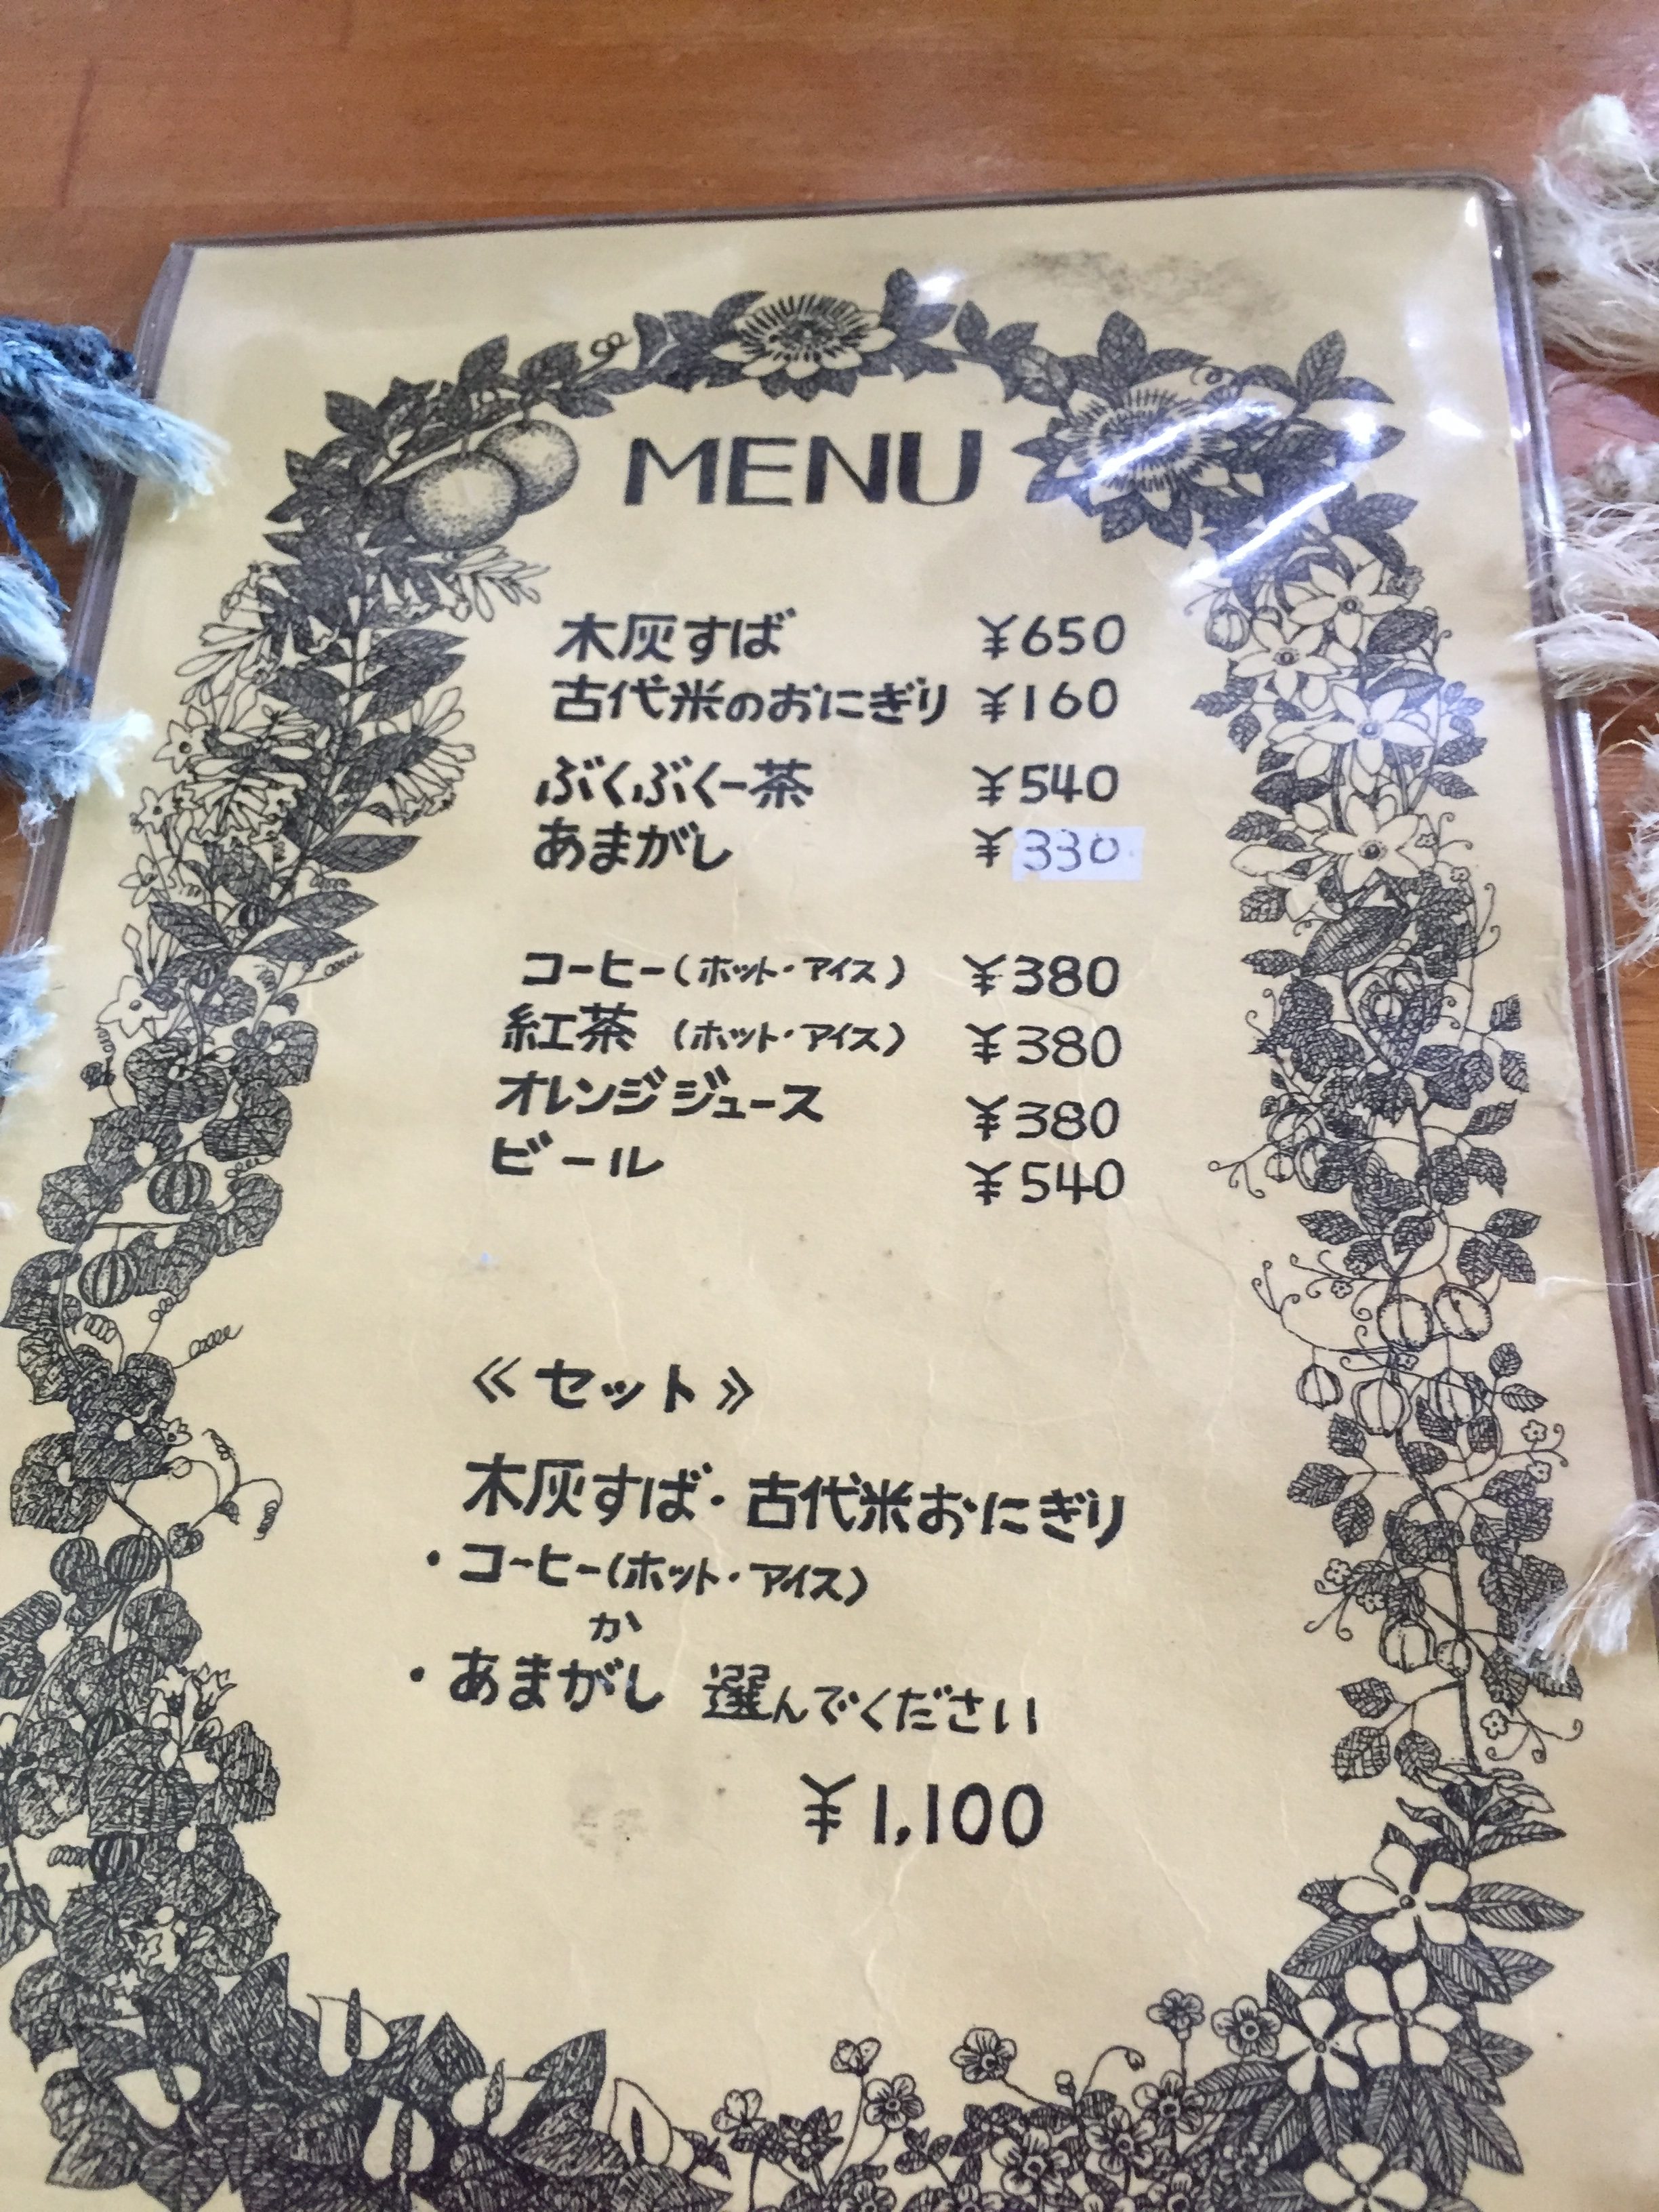 MENU
木灰すば ¥650
古代米のおにぎり ¥160
ぶくぶくー茶 ¥540
あまがし ¥330
コーヒー(ホット・アイス) ¥380
紅茶 (ホット・アイス) ¥380
オレンジジュース ¥380
ビール ¥540
≪セット≫
木灰すば・古代米おにぎり
・コーヒー(ホット・アイス)
か
・あまがし 選んでください
¥1,100